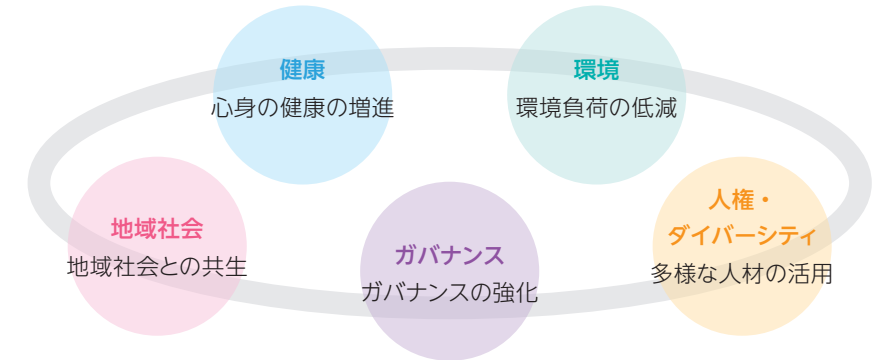 健康
心身の健康の増進
環境
環境負荷の低減
地域社会
地域社会との共生
ガバナンス
ガバナンスの強化
人権・
ダイバーシティ
多様な人材の活用